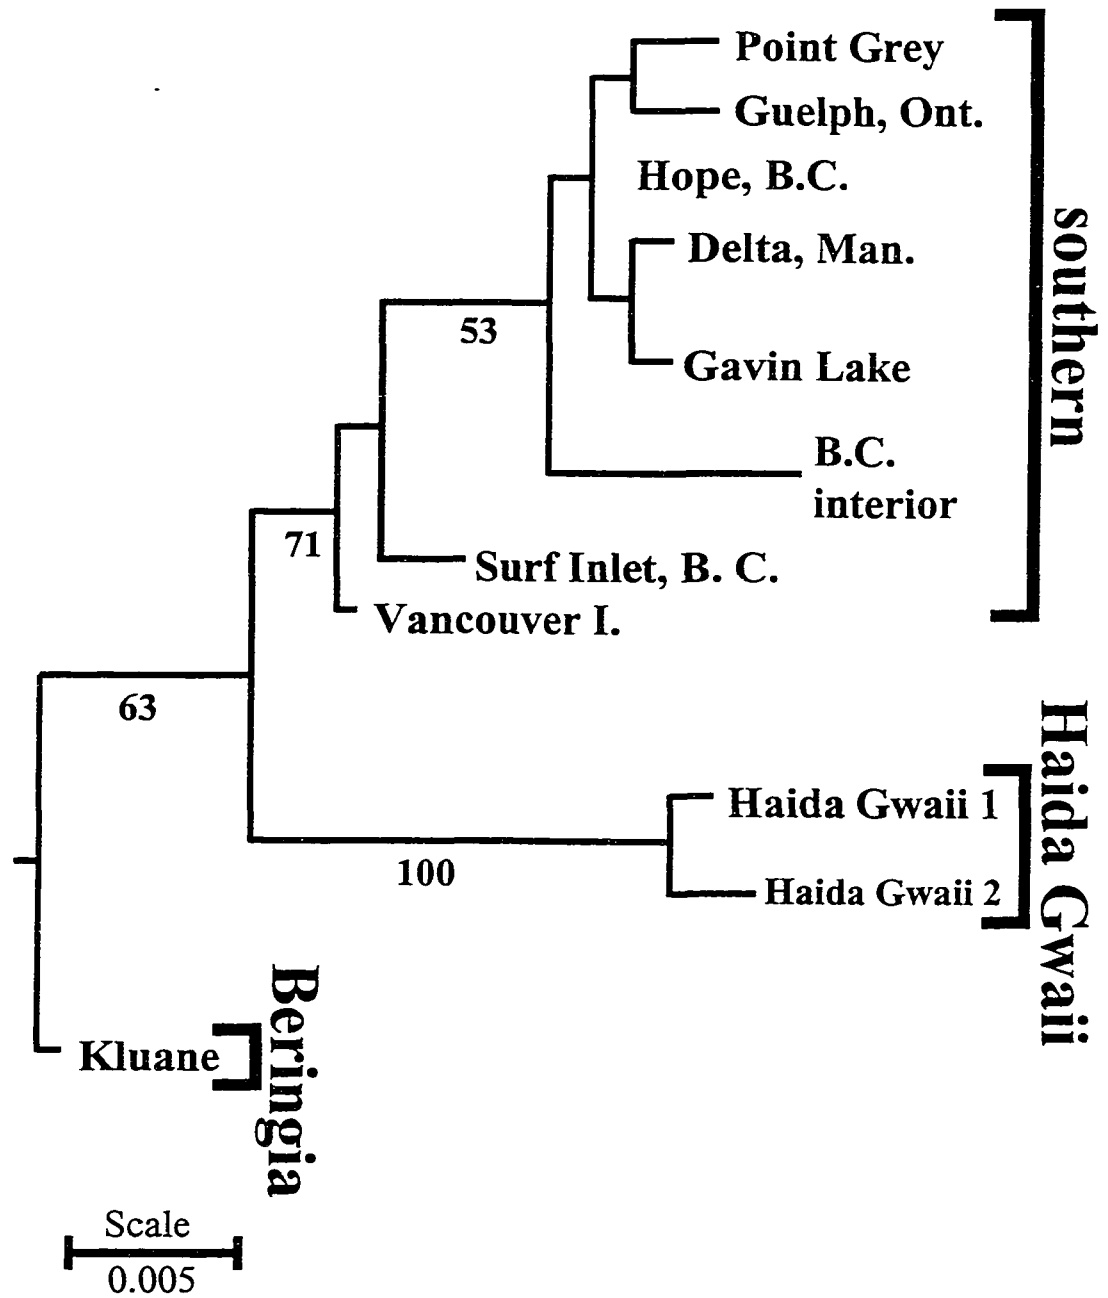 Point Grey
Guelph, Ont.
Hope, B.C.
Delta, Man.
53
Gavin Lake
B.C.
interior
southern
71
Surf Inlet, B. C.
Vancouver I.
63
Haida Gwaii 1
100
Haida Gwaii 2
Haida Gwaii
Kluane
Beringia
Scale
0.005